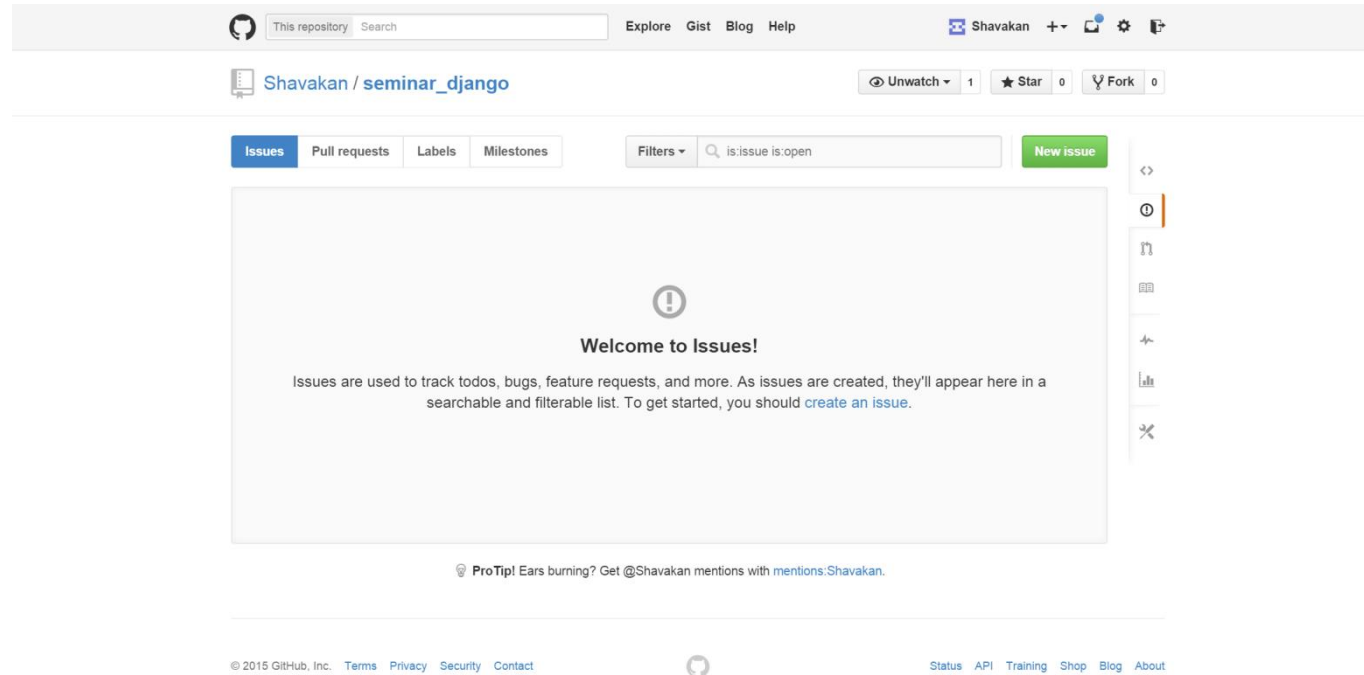 This repository Search Explore Gist Blog Help Shavakan
Shavakan / seminar_django Unwatch 1 Star 0 Fork 0
Issues Pull requests Labels Milestones Filters is:issue is:open New issue
Welcome to Issues!
Issues are used to track todos, bugs, feature requests, and more. As issues are created, they'll appear here in a
searchable and filterable list. To get started, you should create an issue.
ProTip! Ears burning? Get @Shavakan mentions with mentions:Shavakan.
© 2015 GitHub, Inc. Terms Privacy Security Contact Status API Training Shop Blog About